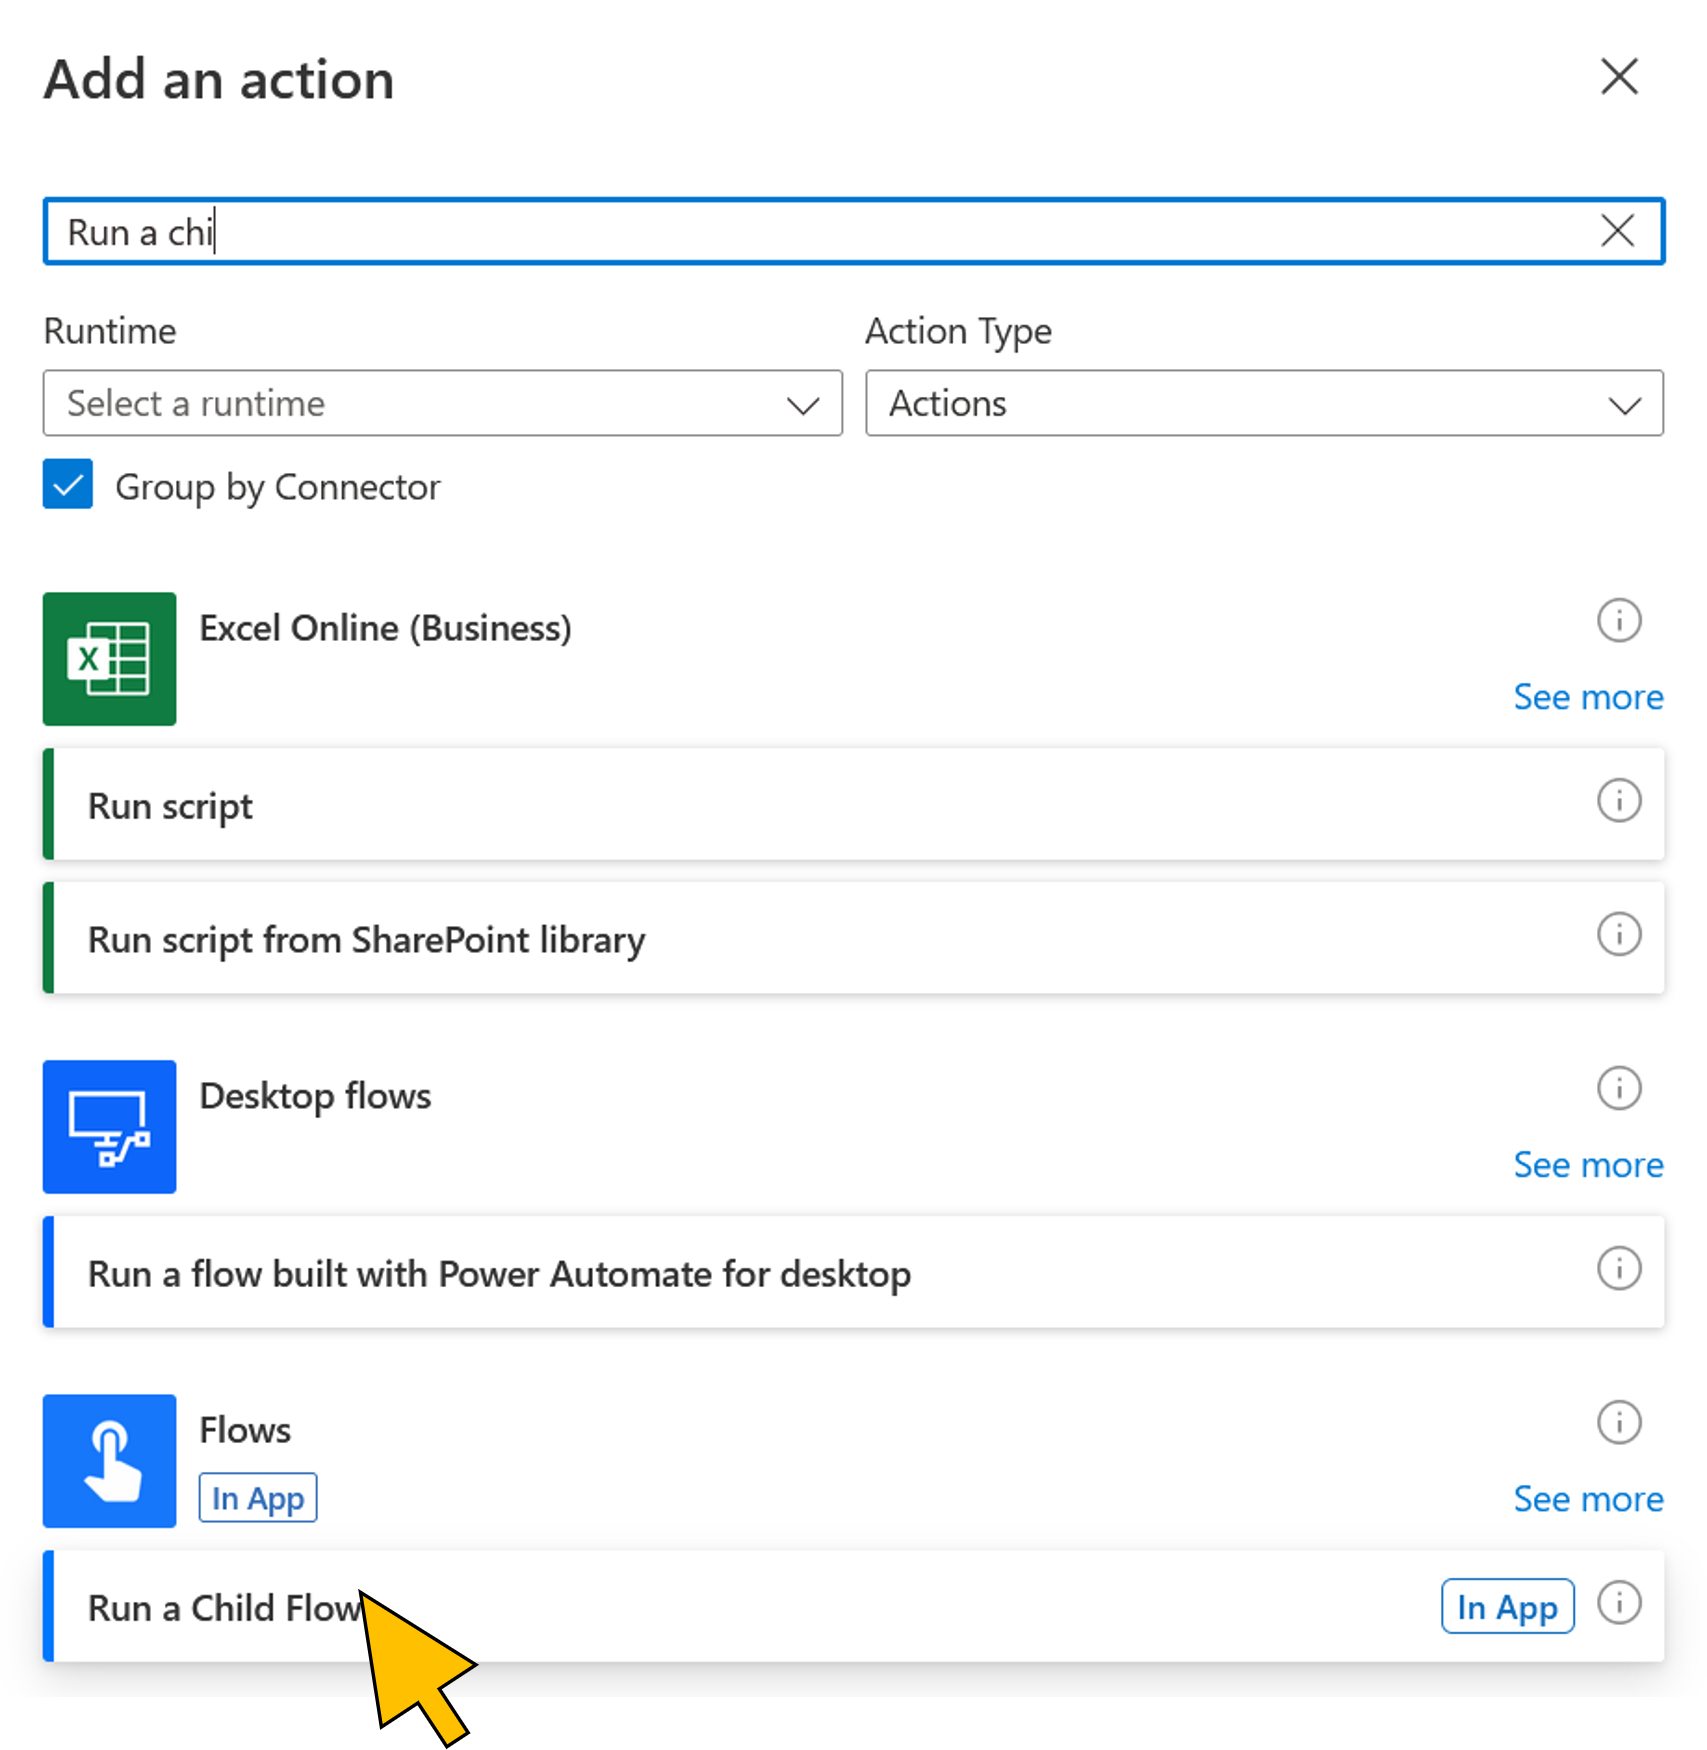 Add an action
Run a chi
Runtime
Action Type
Select a runtime
Actions
Group by Connector
X
Excel Online (Business)
See more
Run script
Run script from SharePoint library
Desktop flows
See more
Run a flow built with Power Automate for desktop
Flows
In App
See more
Run a Child Flow
In App